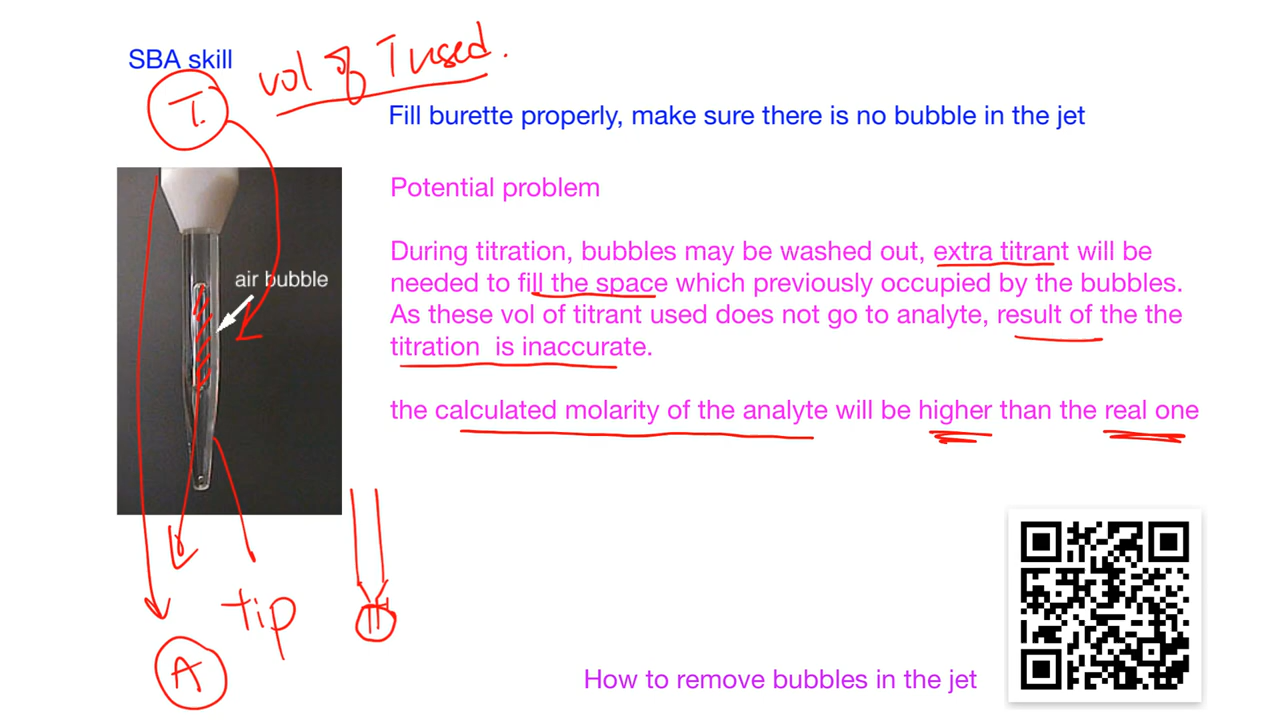 SBA skill
vol of T used.
T.
Fill burette properly, make sure there is no bubble in the jet
Potential problem
During titration, bubbles may be washed out, extra titrant will be
needed to fill the space which previously occupied by the bubbles.
As these vol of titrant used does not go to analyte, result of the the
titration is inaccurate.
air bubble
the calculated molarity of the analyte will be higher than the real one
tip
A
How to remove bubbles in the jet